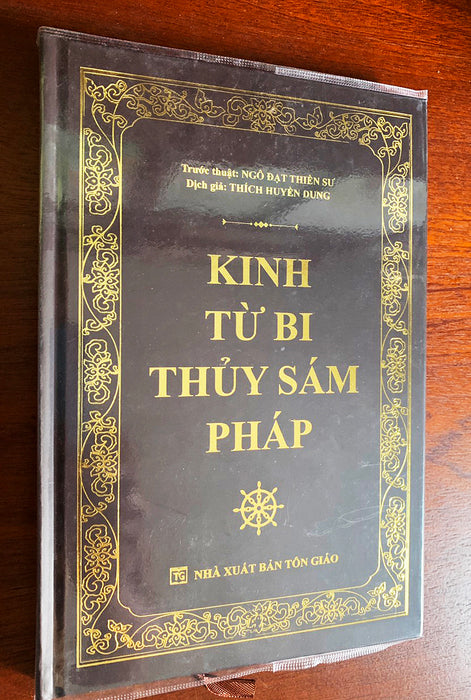 Trước thuật: NGỘ ĐẠT THIỀN SƯ
Dịch giả: THÍCH HUYỀN DUNG
KINH
TỪ BI
THỦY SÁM
PHÁP
TG NHÀ XUẤT BẢN TÔN GIÁO